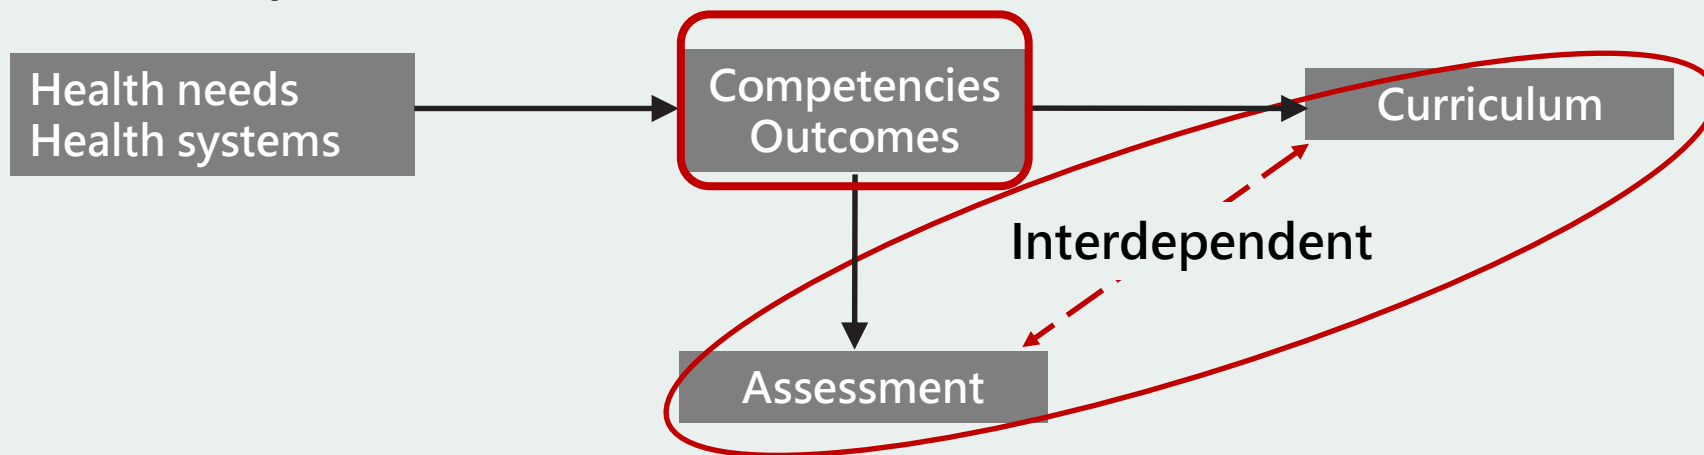 Health needs
Health systems
Competencies
Outcomes
Curriculum
Interdependent
Assessment